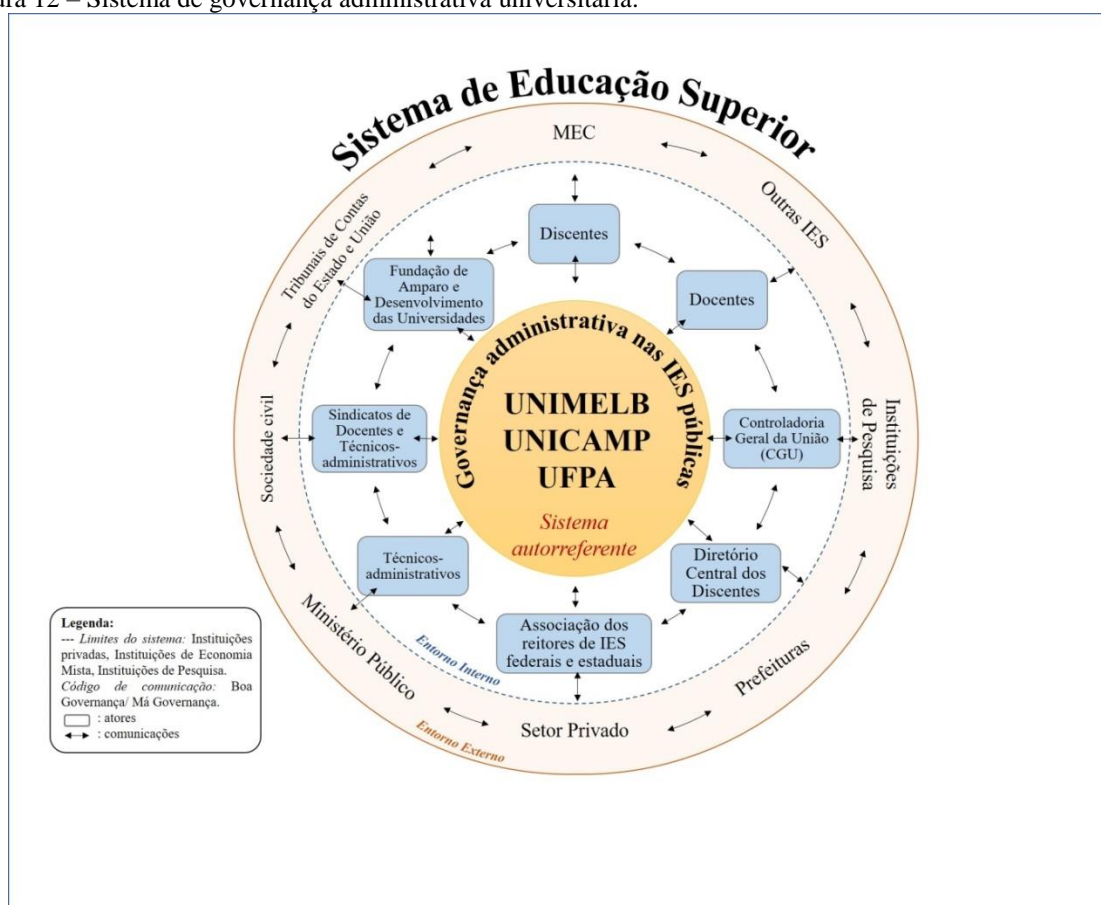 12 – Sistema de governança administrativa universitária.
Sistema de Educação Superior
MEC
Outras IES
Instituições
de Pesquisa
Prefeituras
Setor Privado
Ministério Público
Sociedade civil
Tribunais de Contas
do Estado e União
Discentes
Docentes
Controladoria
Geral da União
(CGU)
Diretório
Central dos
Discentes
Associação dos
reitores de IES
federais e estaduais
Técnicos-
administrativos
Sindicatos de
Docentes e
Técnicos-
administrativos
Fundação de
Amparo e
Desenvolvimento
das Universidades
Governança administrativa nas IES públicas
UNIMELB
UNICAMP
UFPA
Sistema
autorreferente
Entorno Interno
Entorno Externo
Legenda:
--- Limites do sistema: Instituições
privadas, Instituições de Economia
Mista, Instituições de Pesquisa.
Código de comunicação: Boa
Governança/ Má Governança.
: atores
: comunicações